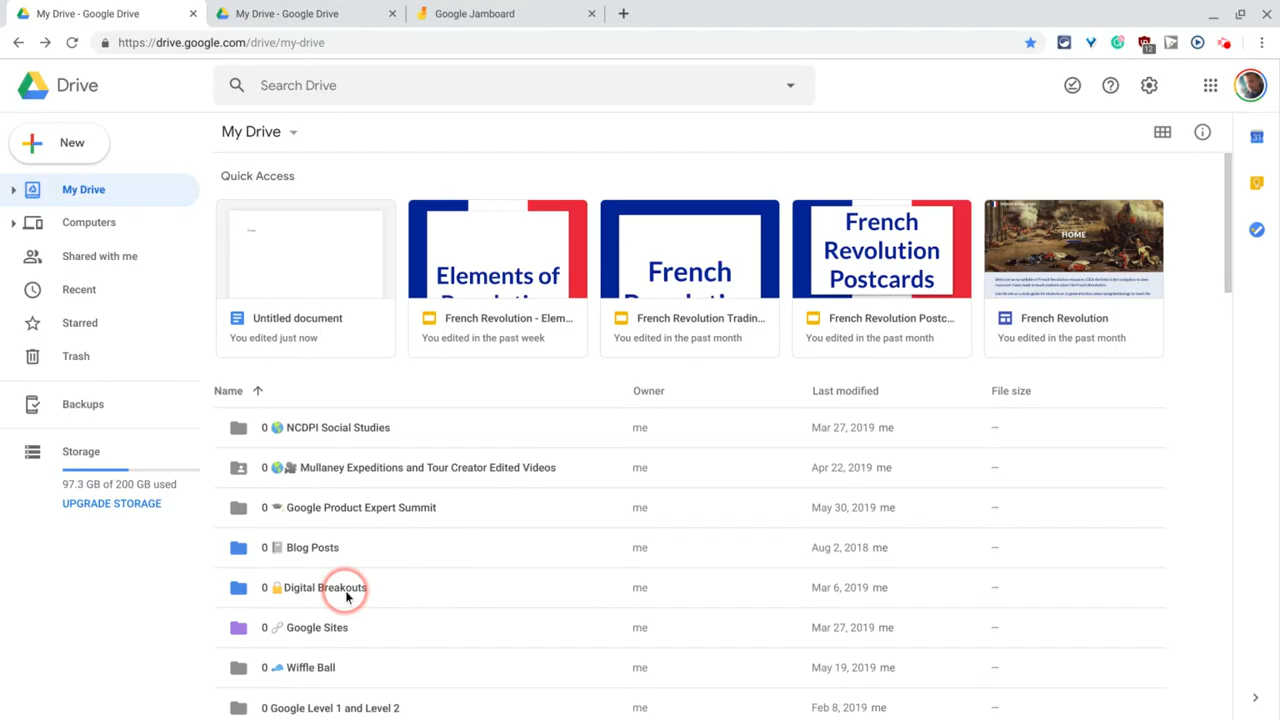 My Drive - Google Drive
My Drive - Google Drive
Google Jamboard
https://drive.google.com/drive/my-drive
12
Drive
Search Drive
New
My Drive
Quick Access
My Drive
Computers
Shared with me
Recent
Starred
Trash
Backups
Storage
97.3 GB of 200 GB used
UPGRADE STORAGE
Elements of
French
French
Revolution
Postcards
HOME
31
Untitled document
You edited just now
French Revolution - Elem...
You edited in the past week
French Revolution Tradin...
You edited in the past month
French Revolution Postc...
You edited in the past month
French Revolution
You edited in the past month
Name Owner Last modified File size
0 🌎 NCDPI Social Studies me Mar 27, 2019 me –
0 🌎🎥 Mullaney Expeditions and Tour Creator Edited Videos me Apr 22, 2019 me –
0 🎓 Google Product Expert Summit me May 30, 2019 me –
0 📓 Blog Posts me Aug 2, 2018 me –
0 🔒Digital Breakouts me Mar 6, 2019 me –
0 🔗 Google Sites me Mar 27, 2019 me –
0 🧢 Wiffle Ball me May 19, 2019 me –
0 Google Level 1 and Level 2 me Feb 8, 2019 me –